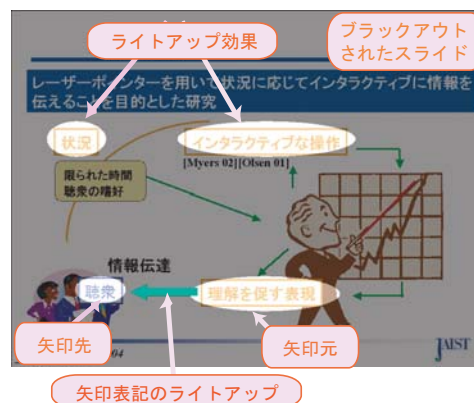 ライトアップ効果
ブラックアウト
されたスライド
レーザーポインターを用いて状況に応じてインタラクティブに情報を
伝えることを目的とした研究
状況
インタラクティブな操作
[Myers 02][Olsen 01]
限られた時間
聴衆の嗜好
情報伝達
聴衆
理解を促す表現
矢印先
04
矢印元
JAIST
矢印表記のライトアップ